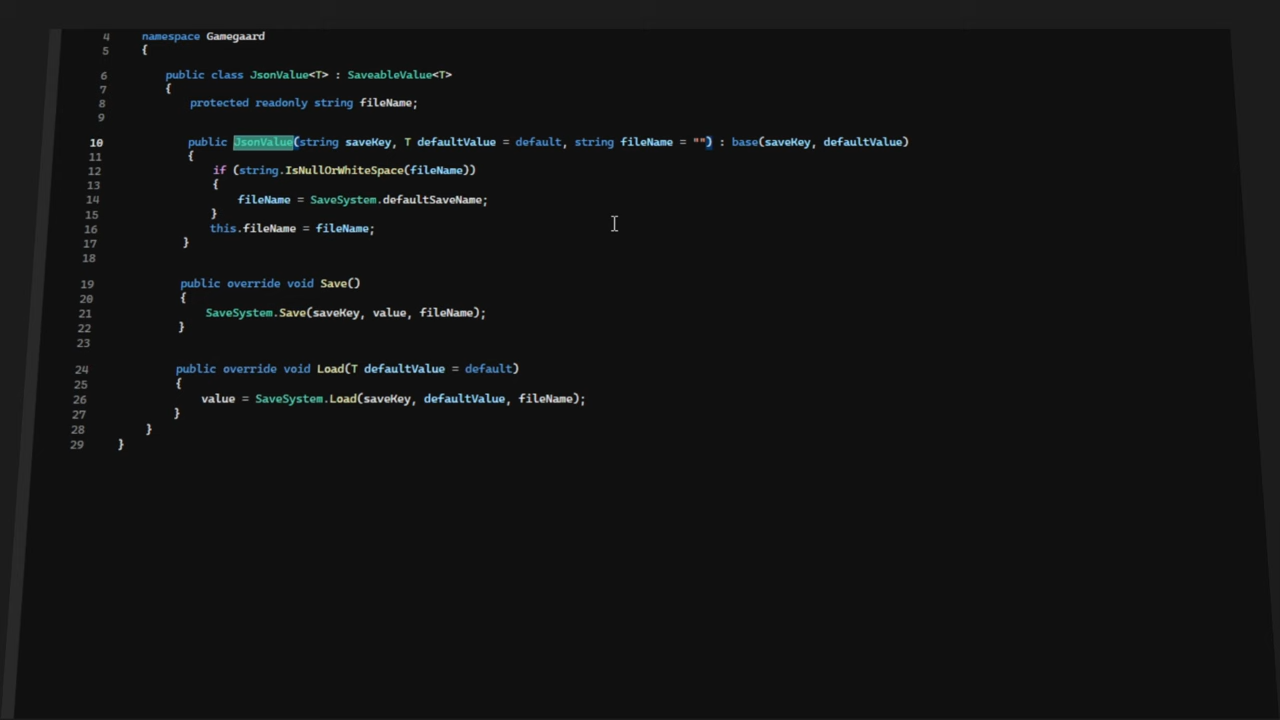 4 namespace Gamegaard
5 {
6 public class JsonValue<T> : SaveableValue<T>
7 {
8 protected readonly string fileName;
9
10 public JsonValue(string saveKey, T defaultValue = default, string fileName = "") : base(saveKey, defaultValue)
11 {
12 if (string.IsNullOrWhiteSpace(fileName))
13 {
14 fileName = SaveSystem.defaultSaveName;
15 }
16 this.fileName = fileName;
17 }
18
19 public override void Save()
20 {
21 SaveSystem.Save(saveKey, value, fileName);
22 }
23
24 public override void Load(T defaultValue = default)
25 {
26 value = SaveSystem.Load(saveKey, defaultValue, fileName);
27 }
28 }
29 }